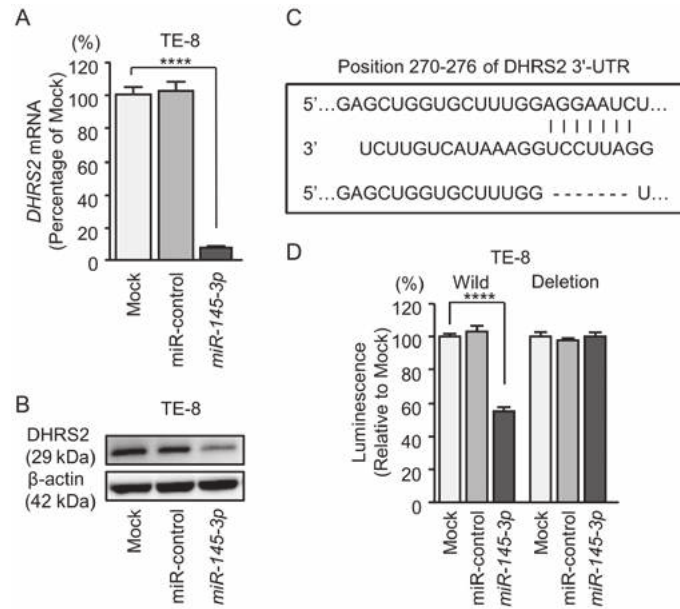 A
TE-8
(%)
****
120
100
80
60
40
20
0
DHRS2 mRNA
(Percentage of Mock)
Mock
miR-control
miR-145-3p
B
TE-8
DHRS2
(29 kDa)
β-actin
(42 kDa)
Mock
miR-control
miR-145-3p
C
Position 270-276 of DHRS2 3'-UTR
5'...GAGCUGGUGCUUUGGAGGAAUCU...
3' UCUUGUCAUAAAGGUCCUUAGG
5'...GAGCUGGUGCUUUGG - - - - - - - U...
D
TE-8
(%)
Wild
Deletion
****
120
100
80
60
40
20
0
Luminescence
(Relative to Mock)
Mock
miR-control
miR-145-3p
Mock
miR-control
miR-145-3p